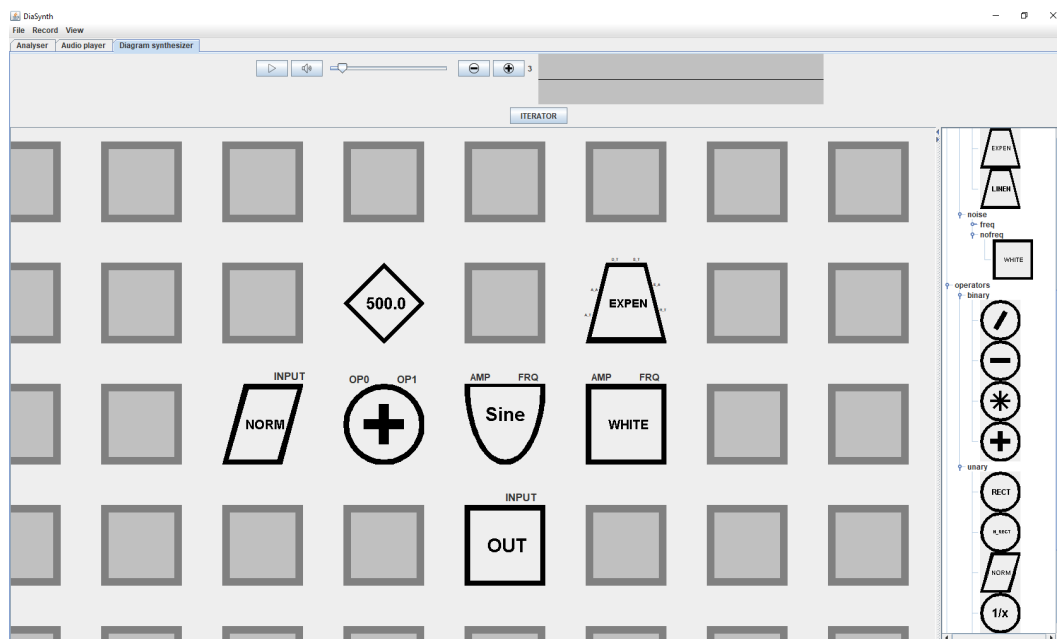 DiaSynth
File Record View
Analyser Audio player Diagram synthesizer
3
ITERATOR
500.0
EXPEN
INPUT
NORM
OP0 OP1
AMP FRQ
Sine
AMP FRQ
WHITE
INPUT
OUT
EXPEN
LINEN
noise
freq
nofreq
WHITE
operators
binary
unary
RECT
NORM
1/x